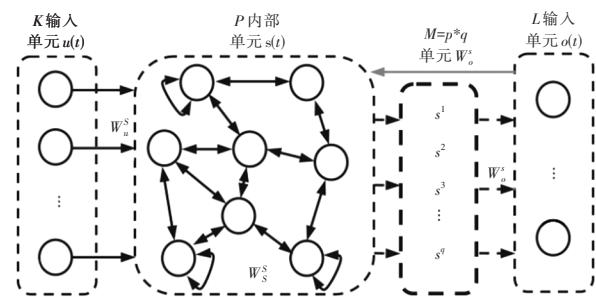 K输入
单元u(t)
P内部
单元s(t)
M=p*q
单元W_o^s
L输入
单元o(t)
W_u^S
W_S^S
s^1
s^2
s^3
⋮
s^q
W_o^s
⋮
⋮